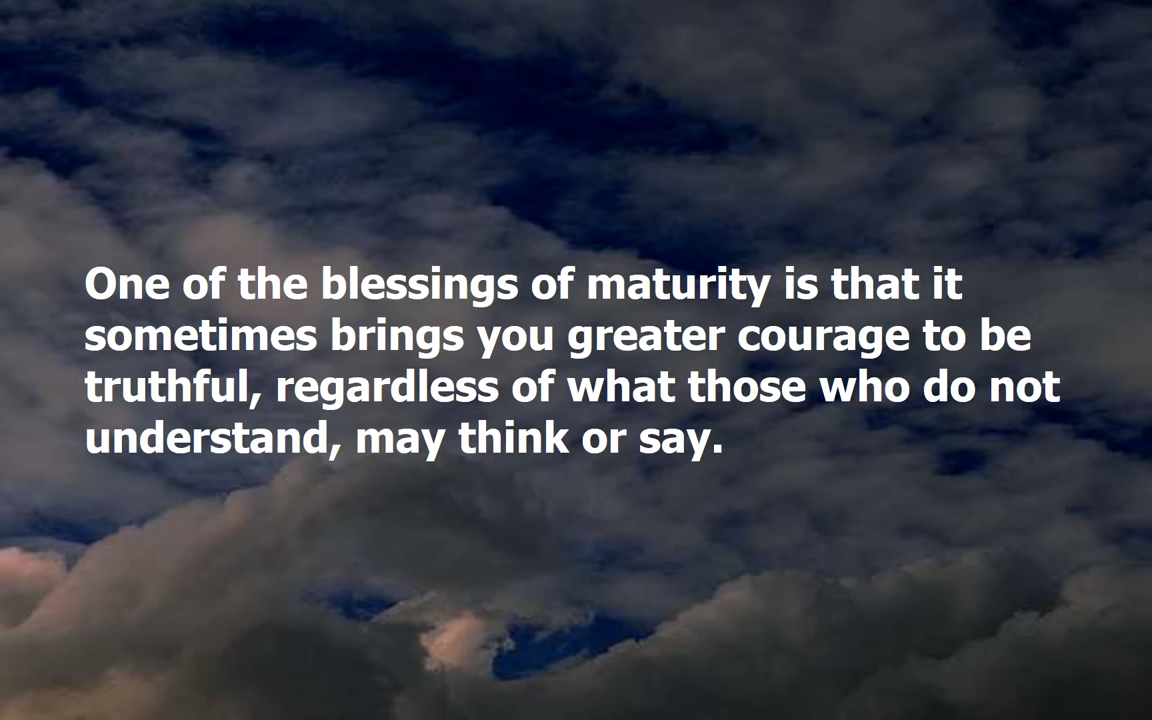 One of the blessings of maturity is that it
sometimes brings you greater courage to be
truthful, regardless of what those who do not
understand, may think or say.